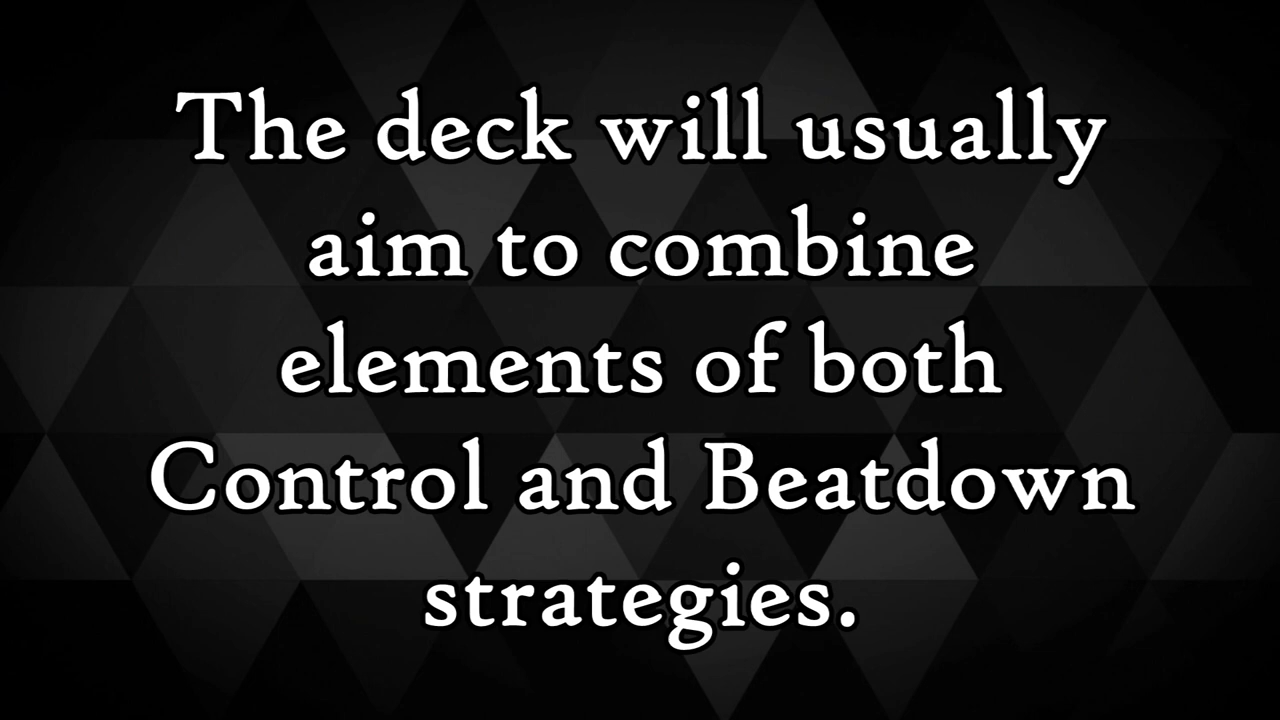 The deck will usually
aim to combine
elements of both
Control and Beatdown
strategies.